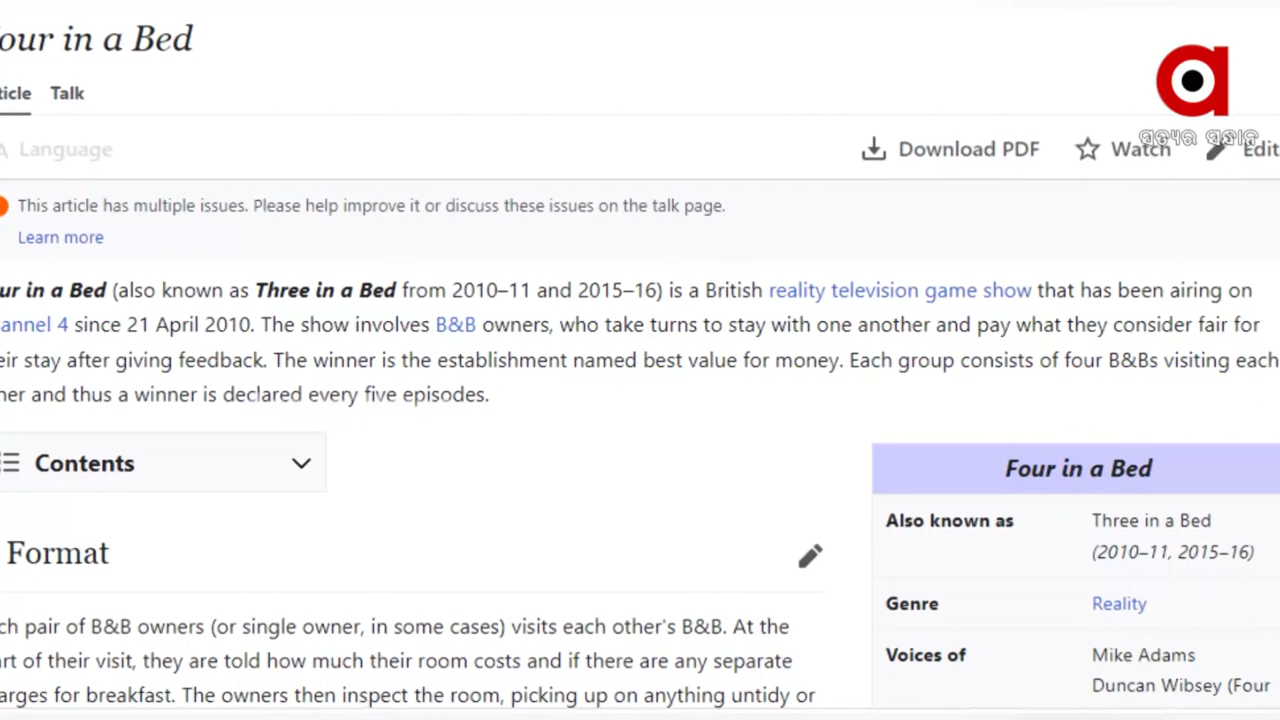 our in a Bed
ticle Talk
Language
Download PDF
Watch
Edit
ସତ୍ୟର ସନ୍ଧାନ
This article has multiple issues. Please help improve it or discuss these issues on the talk page.
Learn more
ur in a Bed (also known as Three in a Bed from 2010–11 and 2015–16) is a British reality television game show that has been airing on
annel 4 since 21 April 2010. The show involves B&B owners, who take turns to stay with one another and pay what they consider fair for
eir stay after giving feedback. The winner is the establishment named best value for money. Each group consists of four B&Bs visiting each
her and thus a winner is declared every five episodes.
Contents
Format
ch pair of B&B owners (or single owner, in some cases) visits each other's B&B. At the
art of their visit, they are told how much their room costs and if there are any separate
arges for breakfast. The owners then inspect the room, picking up on anything untidy or
Four in a Bed
Also known as Three in a Bed
(2010–11, 2015–16)
Genre Reality
Voices of Mike Adams
Duncan Wibsey (Four